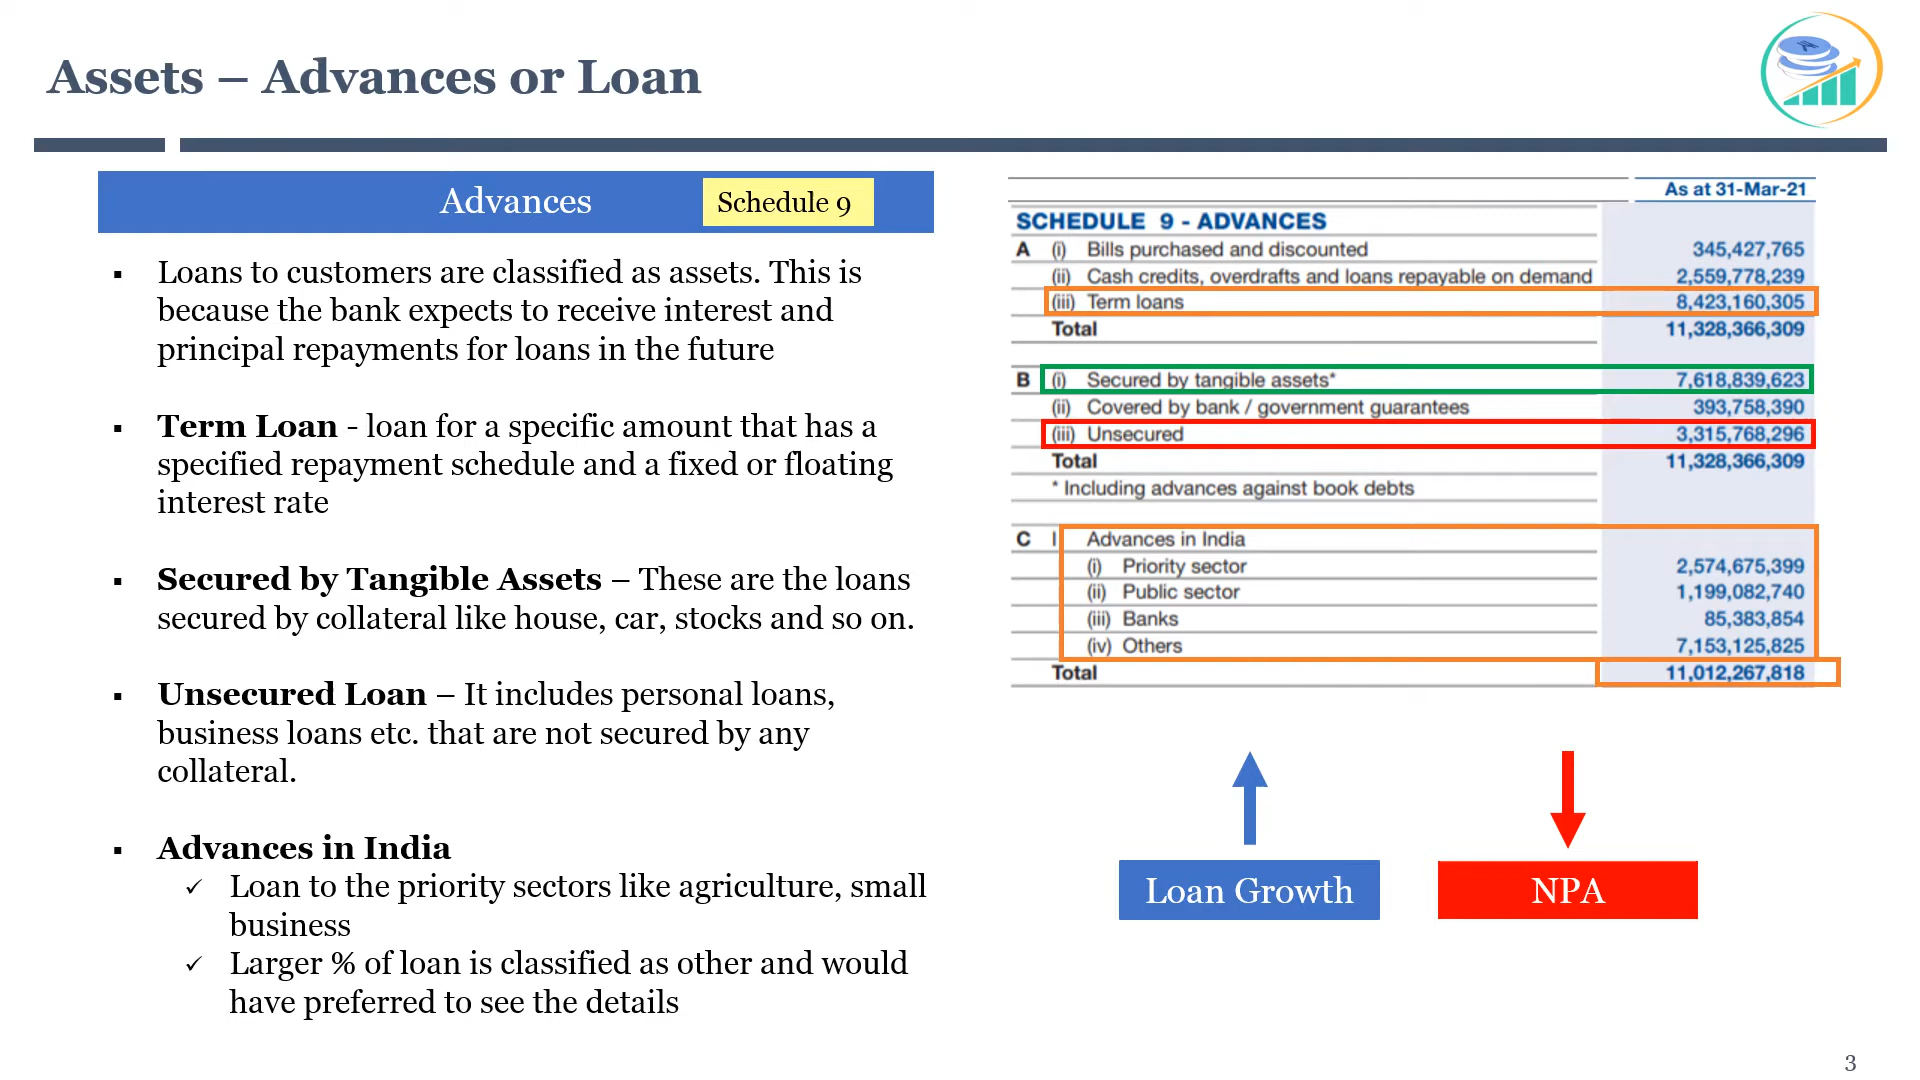 Assets – Advances or Loan
Advances
Schedule 9
▪ Loans to customers are classified as assets. This is
because the bank expects to receive interest and
principal repayments for loans in the future
▪ Term Loan - loan for a specific amount that has a
specified repayment schedule and a fixed or floating
interest rate
▪ Secured by Tangible Assets – These are the loans
secured by collateral like house, car, stocks and so on.
▪ Unsecured Loan – It includes personal loans,
business loans etc. that are not secured by any
collateral.
▪ Advances in India
✓ Loan to the priority sectors like agriculture, small
business
✓ Larger % of loan is classified as other and would
have preferred to see the details
As at 31-Mar-21
SCHEDULE 9 - ADVANCES
A (i) Bills purchased and discounted 345,427,765
(ii) Cash credits, overdrafts and loans repayable on demand 2,559,778,239
(iii) Term loans 8,423,160,305
Total 11,328,366,309
B (i) Secured by tangible assets* 7,618,839,623
(ii) Covered by bank / government guarantees 393,758,390
(iii) Unsecured 3,315,768,296
Total 11,328,366,309
* Including advances against book debts
C I Advances in India
(i) Priority sector 2,574,675,399
(ii) Public sector 1,199,082,740
(iii) Banks 85,383,854
(iv) Others 7,153,125,825
Total 11,012,267,818
Loan Growth
NPA
3